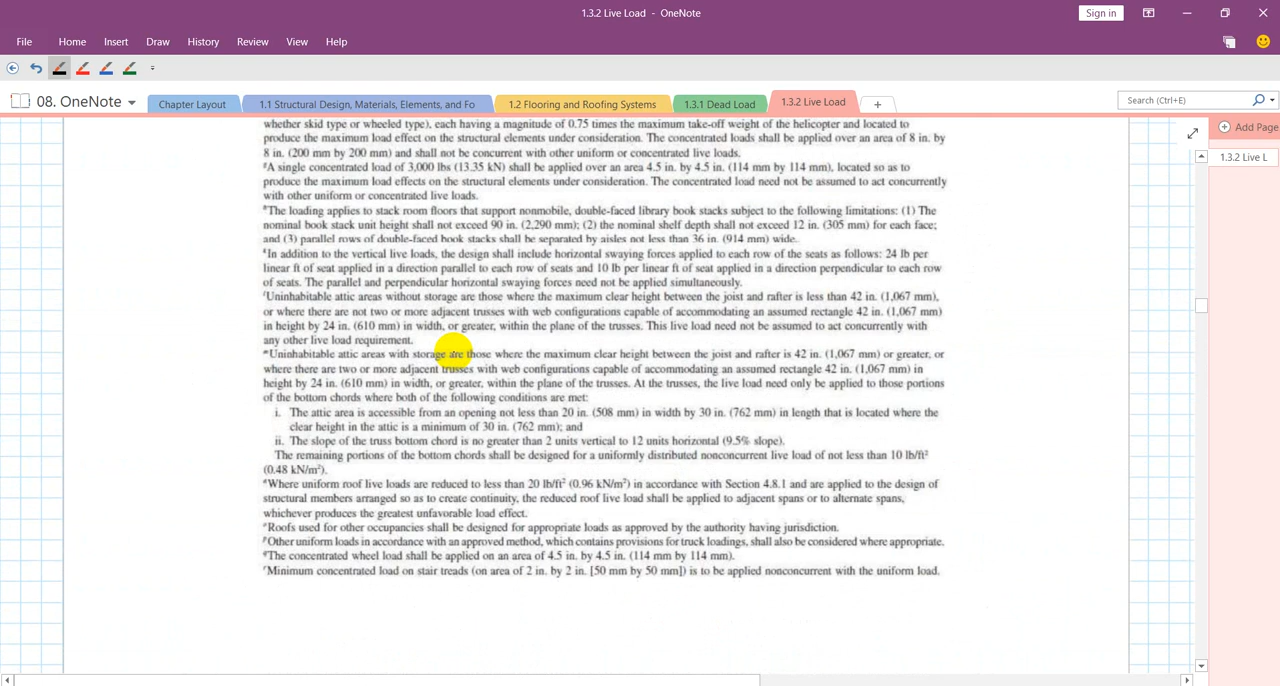 1.3.2 Live Load - OneNote
Sign in
File Home Insert Draw History Review View Help
08. OneNote
Chapter Layout
1.1 Structural Design, Materials, Elements, and Fo
1.2 Flooring and Roofing Systems
1.3.1 Dead Load
1.3.2 Live Load
+
Search (Ctrl+E)
Add Page
1.3.2 Live L
whether skid type or wheeled type), each having a magnitude of 0.75 times the maximum take-off weight of the helicopter and located to
produce the maximum load effect on the structural elements under consideration. The concentrated loads shall be applied over an area of 8 in. by
8 in. (200 mm by 200 mm) and shall not be concurrent with other uniform or concentrated live loads.
A single concentrated load of 3,000 lbs (13.35 kN) shall be applied over an area 4.5 in. by 4.5 in. (114 mm by 114 mm), located so as to
produce the maximum load effects on the structural elements under consideration. The concentrated load need not be assumed to act concurrently
with other uniform or concentrated live loads.
The loading applies to stack room floors that support nonmobile, double-faced library book stacks subject to the following limitations: (1) The
nominal book stack unit height shall not exceed 90 in. (2,290 mm); (2) the nominal shelf depth shall not exceed 12 in. (305 mm) for each face;
and (3) parallel rows of double-faced book stacks shall be separated by aisles not less than 36 in. (914 mm) wide.
In addition to the vertical live loads, the design shall include horizontal swaying forces applied to each row of the seats as follows: 24 lb per
linear ft of seat applied in a direction parallel to each row of seats and 10 lb per linear ft of seat applied in a direction perpendicular to each row
of seats. The parallel and perpendicular horizontal swaying forces need not be applied simultaneously.
Uninhabitable attic areas without storage are those where the maximum clear height between the joist and rafter is less than 42 in. (1,067 mm),
or where there are not two or more adjacent trusses with web configurations capable of accommodating an assumed rectangle 42 in. (1,067 mm)
in height by 24 in. (610 mm) in width, or greater, within the plane of the trusses. This live load need not be assumed to act concurrently with
any other live load requirement.
Uninhabitable attic areas with storage are those where the maximum clear height between the joist and rafter is 42 in. (1,067 mm) or greater, or
where there are two or more adjacent trusses with web configurations capable of accommodating an assumed rectangle 42 in. (1,067 mm) in
height by 24 in. (610 mm) in width, or greater, within the plane of the trusses. At the trusses, the live load need only be applied to those portions
of the bottom chords where both of the following conditions are met:
i. The attic area is accessible from an opening not less than 20 in. (508 mm) in width by 30 in. (762 mm) in length that is located where the
clear height in the attic is a minimum of 30 in. (762 mm); and
ii. The slope of the truss bottom chord is no greater than 2 units vertical to 12 units horizontal (9.5% slope).
The remaining portions of the bottom chords shall be designed for a uniformly distributed nonconcurrent live load of not less than 10 lb/ft²
(0.48 kN/m²).
Where uniform roof live loads are reduced to less than 20 lb/ft² (0.96 kN/m²) in accordance with Section 4.8.1 and are applied to the design of
structural members arranged so as to create continuity, the reduced roof live load shall be applied to adjacent spans or to alternate spans,
whichever produces the greatest unfavorable load effect.
Roofs used for other occupancies shall be designed for appropriate loads as approved by the authority having jurisdiction.
Other uniform loads in accordance with an approved method, which contains provisions for truck loadings, shall also be considered where appropriate.
The concentrated wheel load shall be applied on an area of 4.5 in. by 4.5 in. (114 mm by 114 mm).
Minimum concentrated load on stair treads (on area of 2 in. by 2 in. [50 mm by 50 mm]) is to be applied nonconcurrent with the uniform load.